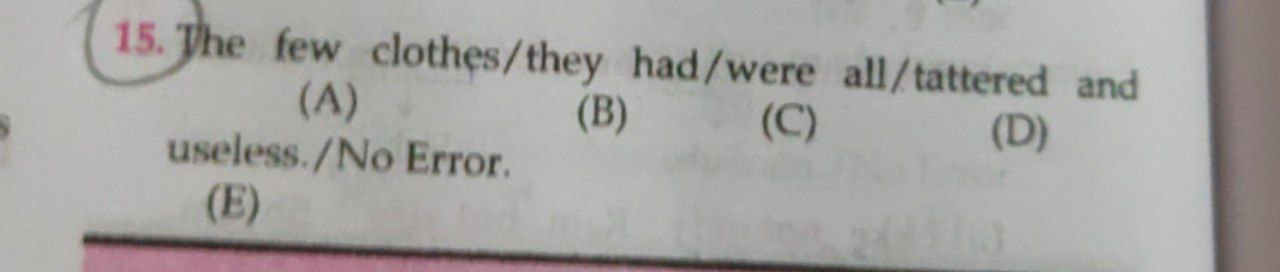 15. The few clothes/they had/were all/tattered and
(A) (B) (C) (D)
useless./No Error.
(E)